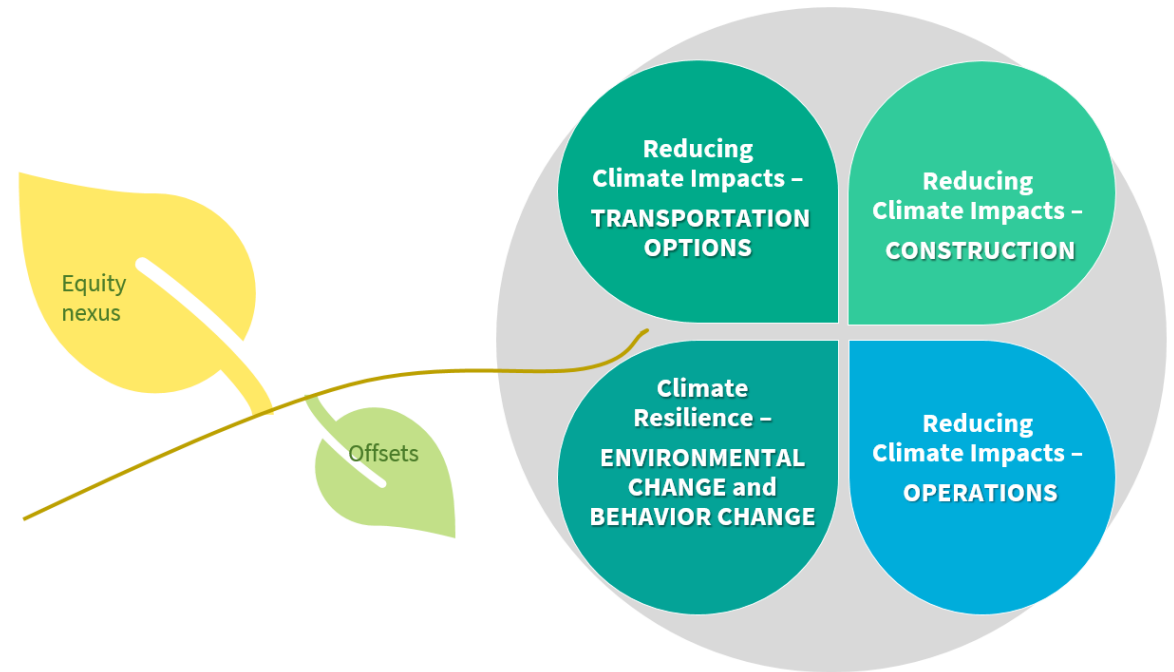 Equity
nexus
Offsets
Reducing
Climate Impacts –
TRANSPORTATION
OPTIONS
Reducing
Climate Impacts –
CONSTRUCTION
Climate
Resilience –
ENVIRONMENTAL
CHANGE and
BEHAVIOR CHANGE
Reducing
Climate Impacts –
OPERATIONS